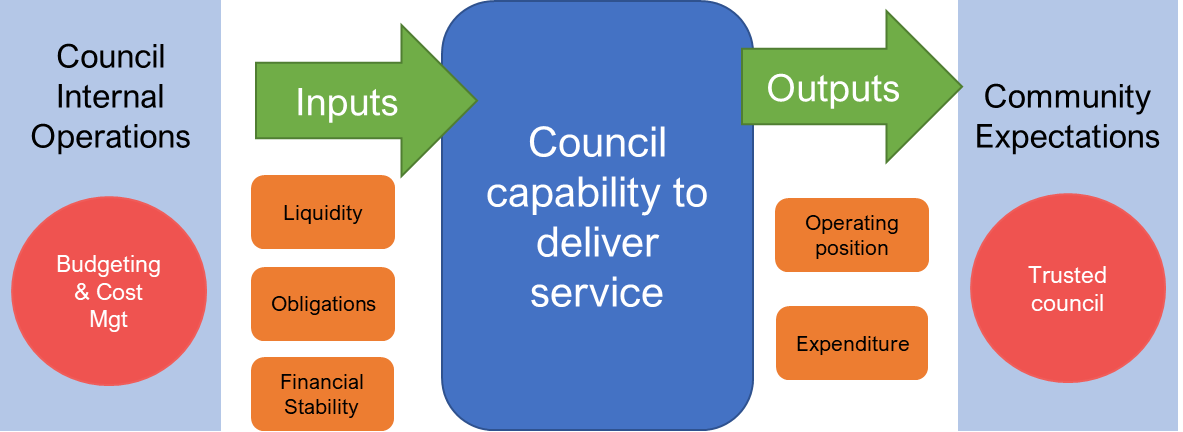 Council
Internal
Operations
Budgeting
& Cost
Mgt
Inputs
Liquidity
Obligations
Financial
Stability
Council
capability to
deliver
service
Outputs
Operating
position
Expenditure
Community
Expectations
Trusted
council